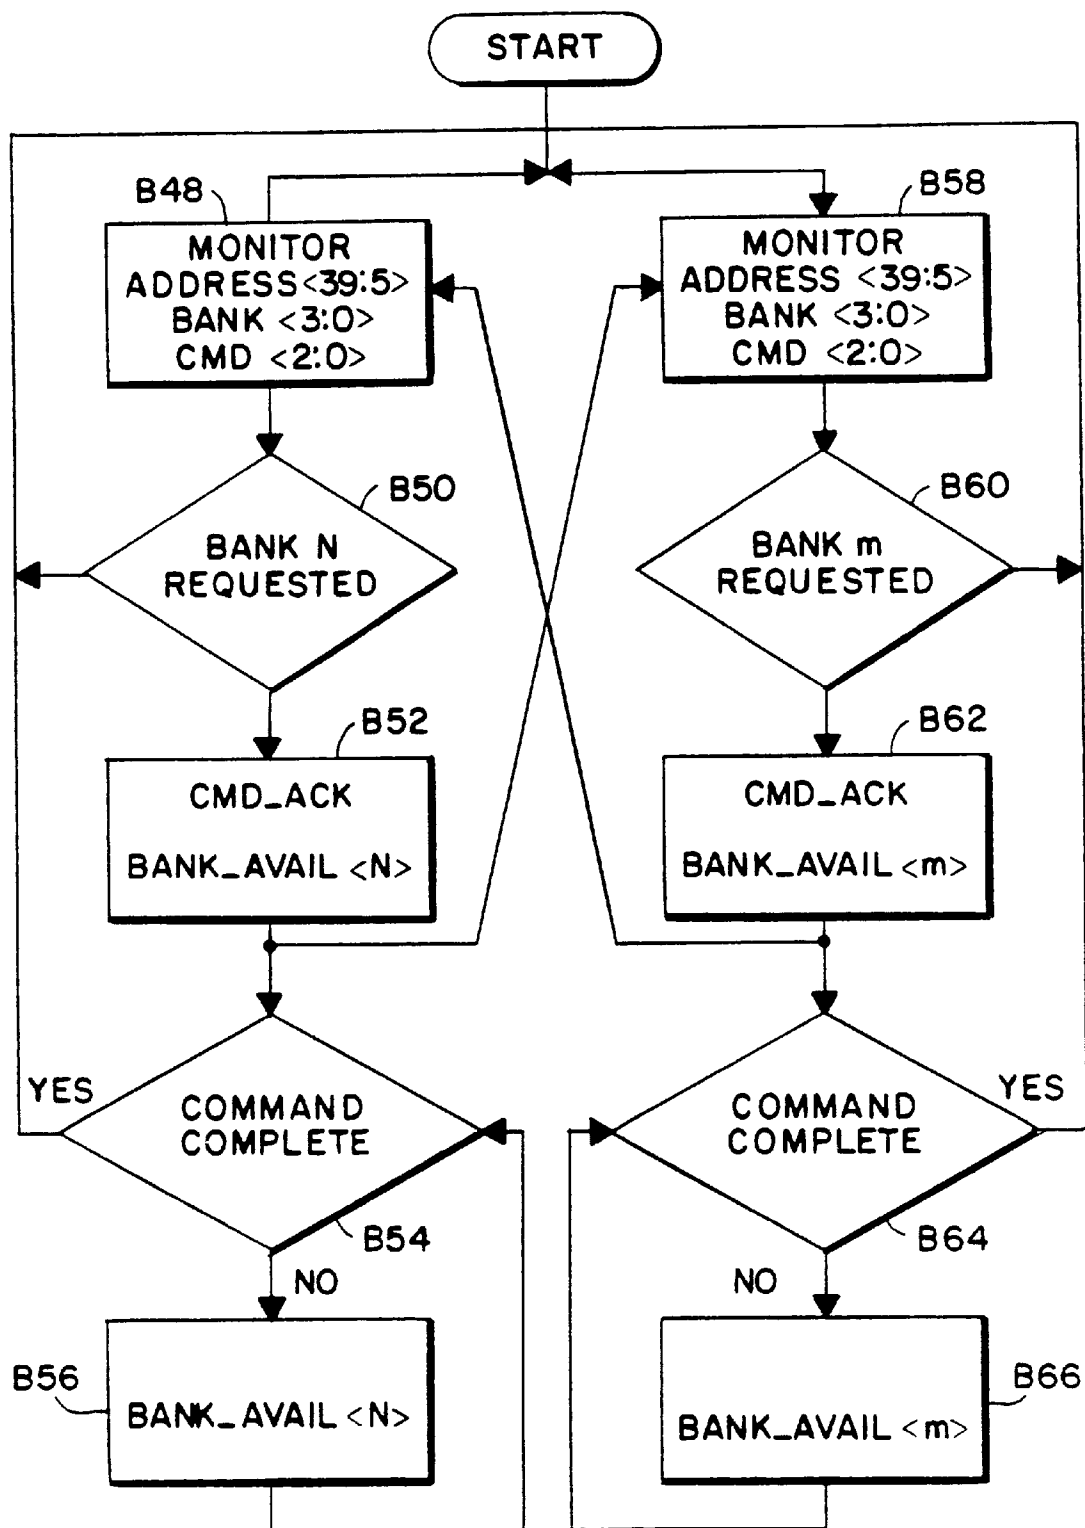 START
B48
MONITOR
ADDRESS<39:5>
BANK <3:0>
CMD <2:0>
B58
MONITOR
ADDRESS <39:5>
BANK <3:0>
CMD <2:0>
B50
BANK N
REQUESTED
B60
BANK m
REQUESTED
B52
CMD_ACK
BANK_AVAIL <N>
B62
CMD_ACK
BANK_AVAIL <m>
YES
COMMAND
COMPLETE
B54
NO
YES
COMMAND
COMPLETE
B64
NO
B56
BANK_AVAIL <N>
B66
BANK_AVAIL <m>